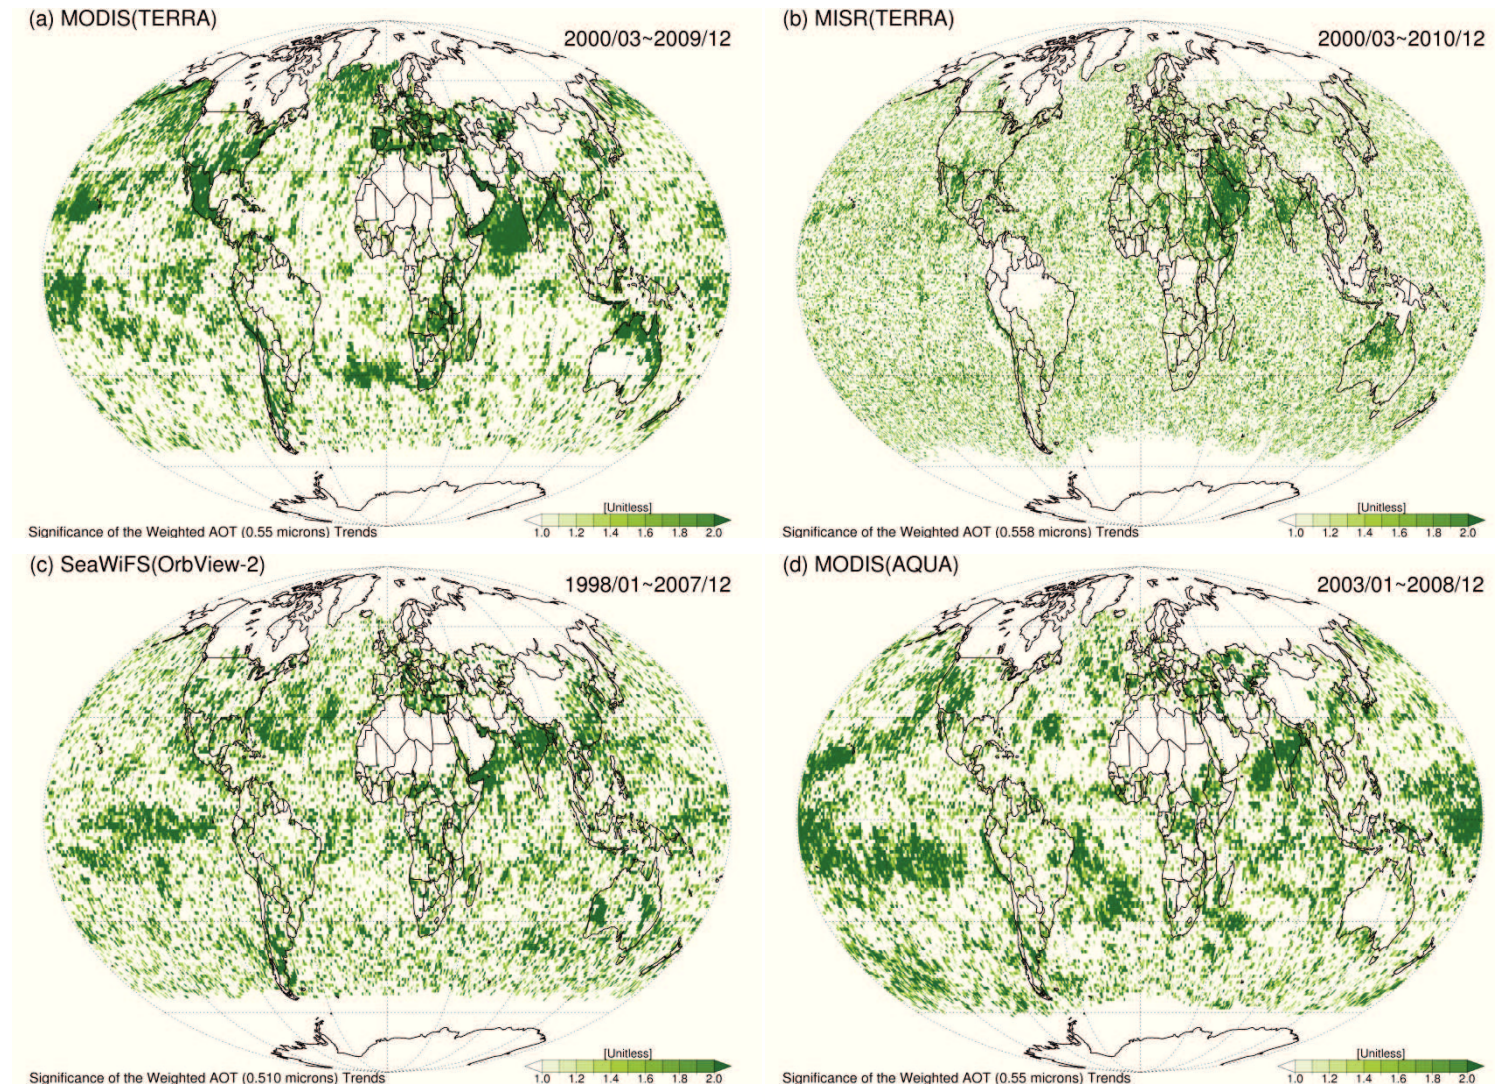 (a) MODIS(TERRA)
2000/03~2009/12
[Unitless]
Significance of the Weighted AOT (0.55 microns) Trends
1.0 1.2 1.4 1.6 1.8 2.0
(b) MISR(TERRA)
2000/03~2010/12
[Unitless]
Significance of the Weighted AOT (0.558 microns) Trends
1.0 1.2 1.4 1.6 1.8 2.0
(c) SeaWiFS(OrbView-2)
1998/01~2007/12
[Unitless]
Significance of the Weighted AOT (0.510 microns) Trends
1.0 1.2 1.4 1.6 1.8 2.0
(d) MODIS(AQUA)
2003/01~2008/12
[Unitless]
Significance of the Weighted AOT (0.55 microns) Trends
1.0 1.2 1.4 1.6 1.8 2.0